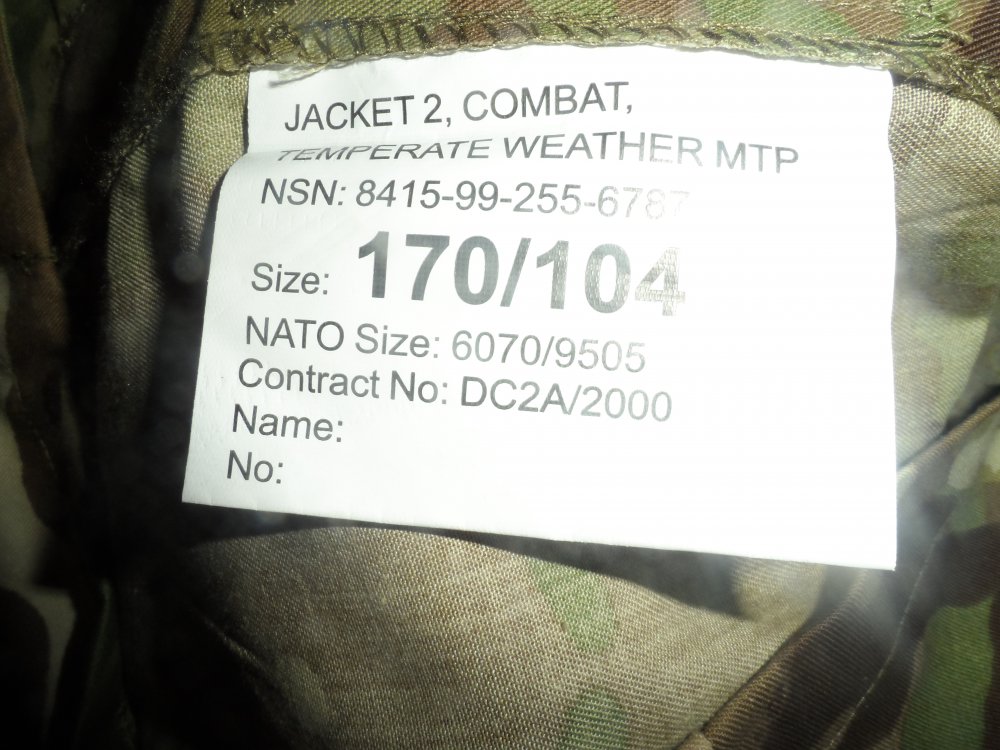 JACKET 2, COMBAT,
TEMPERATE WEATHER MTP
NSN: 8415-99-255-6787
Size: 170/104
NATO Size: 6070/9505
Contract No: DC2A/2000
Name:
No: